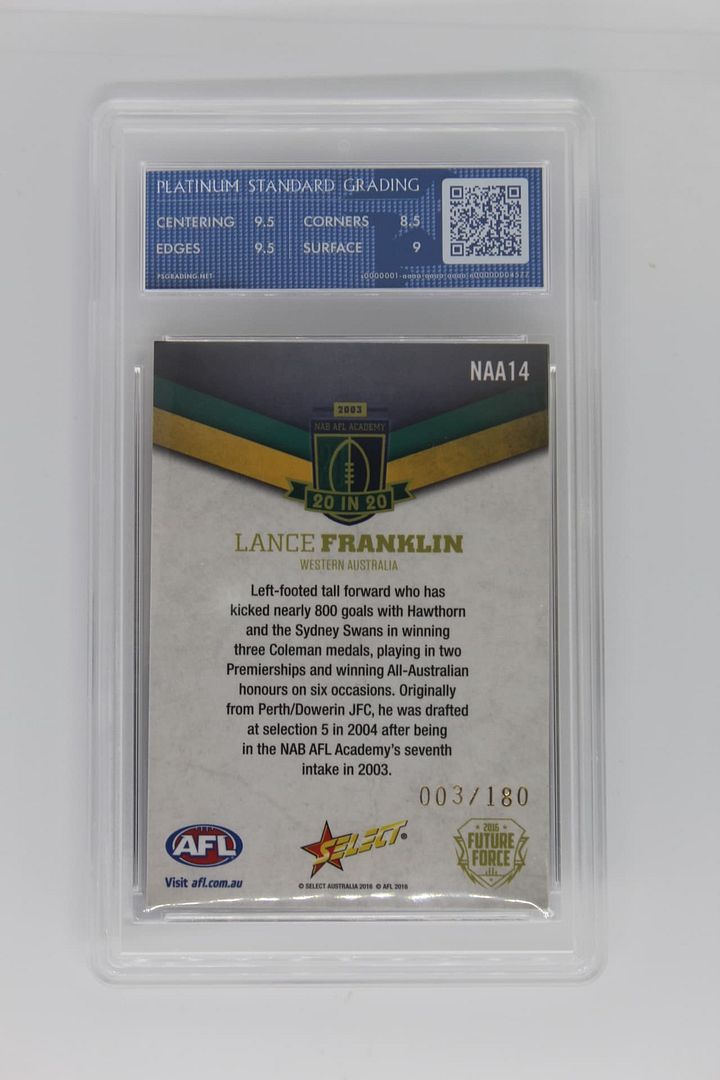 PLATINUM STANDARD GRADING
CENTERING 9.5 CORNERS 8.5
EDGES 9.5 SURFACE 9
PSGRADING.NET
NAA14
2003
NAB AFL ACADEMY
20 IN 20
LANCE FRANKLIN
WESTERN AUSTRALIA
Left-footed tall forward who has
kicked nearly 800 goals with Hawthorn
and the Sydney Swans in winning
three Coleman medals, playing in two
Premierships and winning All-Australian
honours on six occasions. Originally
from Perth/Dowerin JFC, he was drafted
at selection 5 in 2004 after being
in the NAB AFL Academy's seventh
intake in 2003.
003/180
AFL
Visit afl.com.au
SELECT
© SELECT AUSTRALIA 2016 © AFL 2016
2016
FUTURE
FORCE